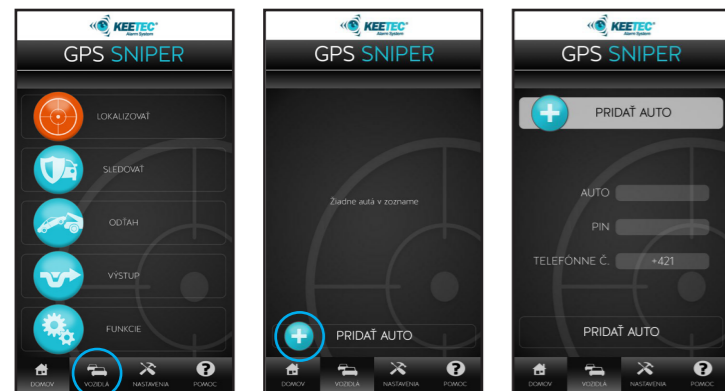 KEETEC®
Alarm System
GPS SNIPER
LOKALIZOVAŤ
SLEDOVAŤ
ODŤAH
VÝSTUP
FUNKCIE
DOMOV
VOZIDLÁ
NASTAVENIA
POMOC
KEETEC®
Alarm System
GPS SNIPER
Žiadne autá v zozname
PRIDAŤ AUTO
DOMOV
VOZIDLÁ
NASTAVENIA
POMOC
KEETEC®
Alarm System
GPS SNIPER
PRIDAŤ AUTO
AUTO
PIN
TELEFÓNNE Č. +421
PRIDAŤ AUTO
DOMOV
VOZIDLÁ
NASTAVENIA
POMOC